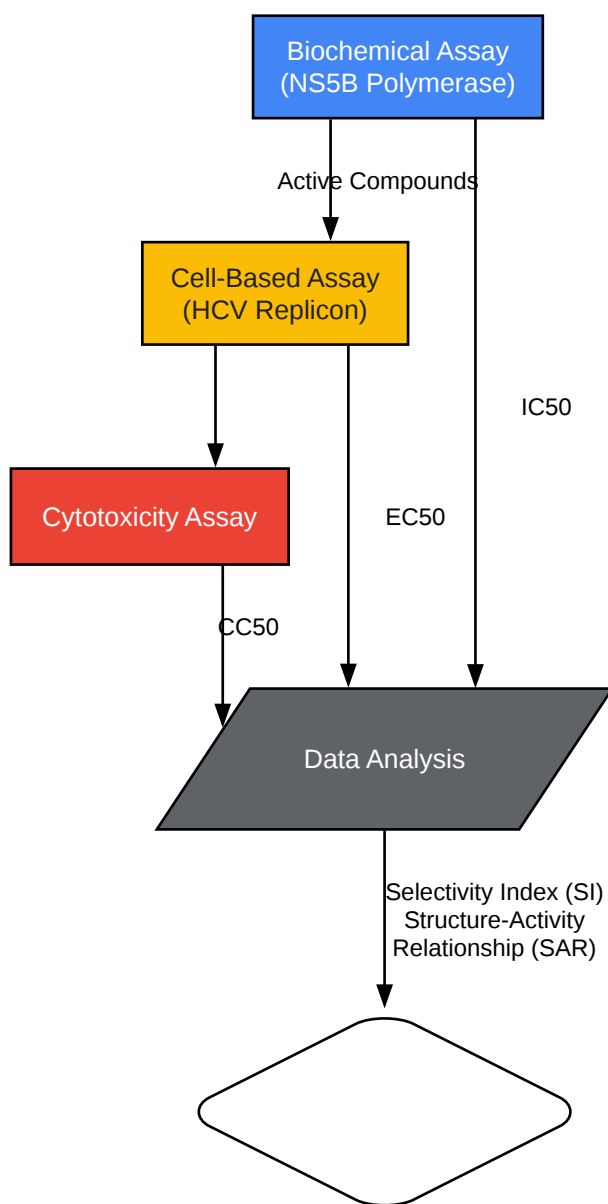 Biochemical Assay
(NS5B Polymerase)
Active Compounds
Cell-Based Assay
(HCV Replicon)
IC50
Cytotoxicity Assay
EC50
CC50
Data Analysis
Selectivity Index (SI)
Structure-Activity
Relationship (SAR)